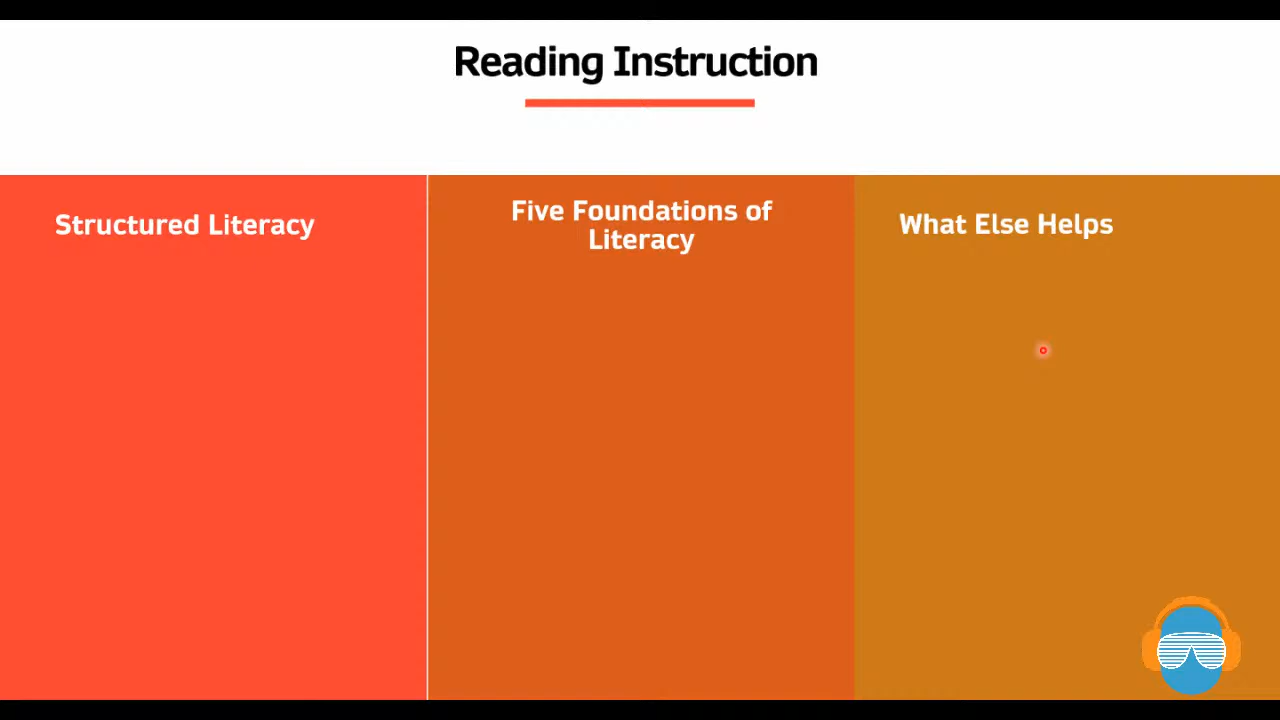 Reading Instruction
Structured Literacy
Five Foundations of
Literacy
What Else Helps